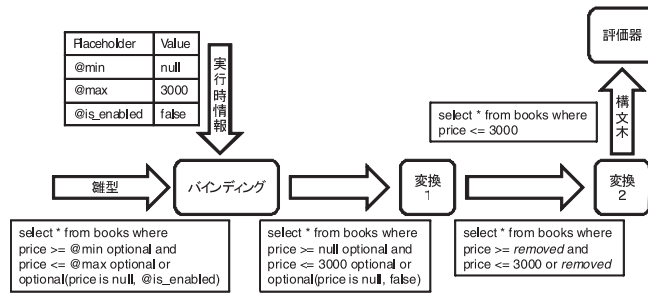 Placeholder Value
@min null
@max 3000
@is_enabled false
実行時情報
評価器
構文木
select * from books where
price <= 3000
雛型
バインディング
変換
1
変換
2
select * from books where
price >= @min optional and
price <= @max optional or
optional(price is null, @is_enabled)
select * from books where
price >= null optional and
price <= 3000 optional or
optional(price is null, false)
select * from books where
price >= removed and
price <= 3000 or removed